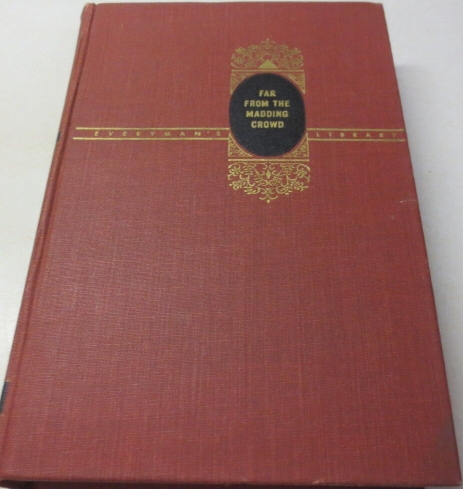 FAR
FROM THE
MADDING
CROWD
EVERYMAN'S LIBRARY